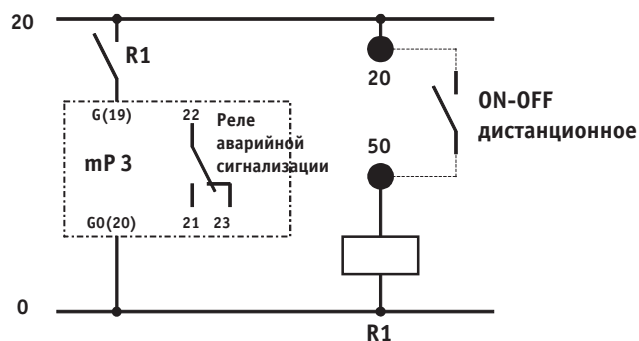 20
R1
20
ON-OFF
дистанционное
G(19)
22
Реле
аварийной
сигнализации
mP 3
50
G0(20)
21
23
0
R1